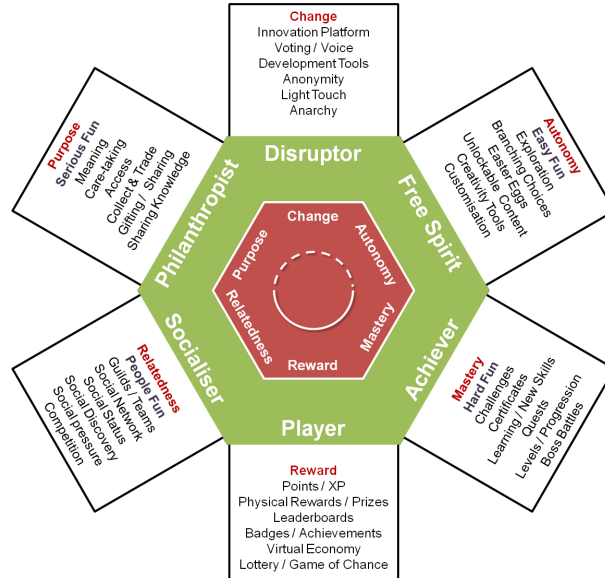 Change
Innovation Platform
Voting / Voice
Development Tools
Anonymity
Light Touch
Anarchy
Purpose
Serious Fun
Meaning
Care-taking
Access
Collect & Trade
Gifting / Sharing
Sharing Knowledge
Autonomy
Easy Fun
Exploration
Branching Choices
Easter Eggs
Unlockable Content
Creativity Tools
Customisation
Disruptor
Philanthropist
Free Spirit
Change
Purpose
Autonomy
Relatedness
Mastery
Reward
Socialiser
Achiever
Player
Relatedness
People Fun
Guilds / Teams
Social Network
Social Status
Social Discovery
Social pressure
Competition
Mastery
Hard Fun
Challenges
Certificates
Learning / New Skills
Quests
Levels / Progression
Boss Battles
Reward
Points / XP
Physical Rewards / Prizes
Leaderboards
Badges / Achievements
Virtual Economy
Lottery / Game of Chance